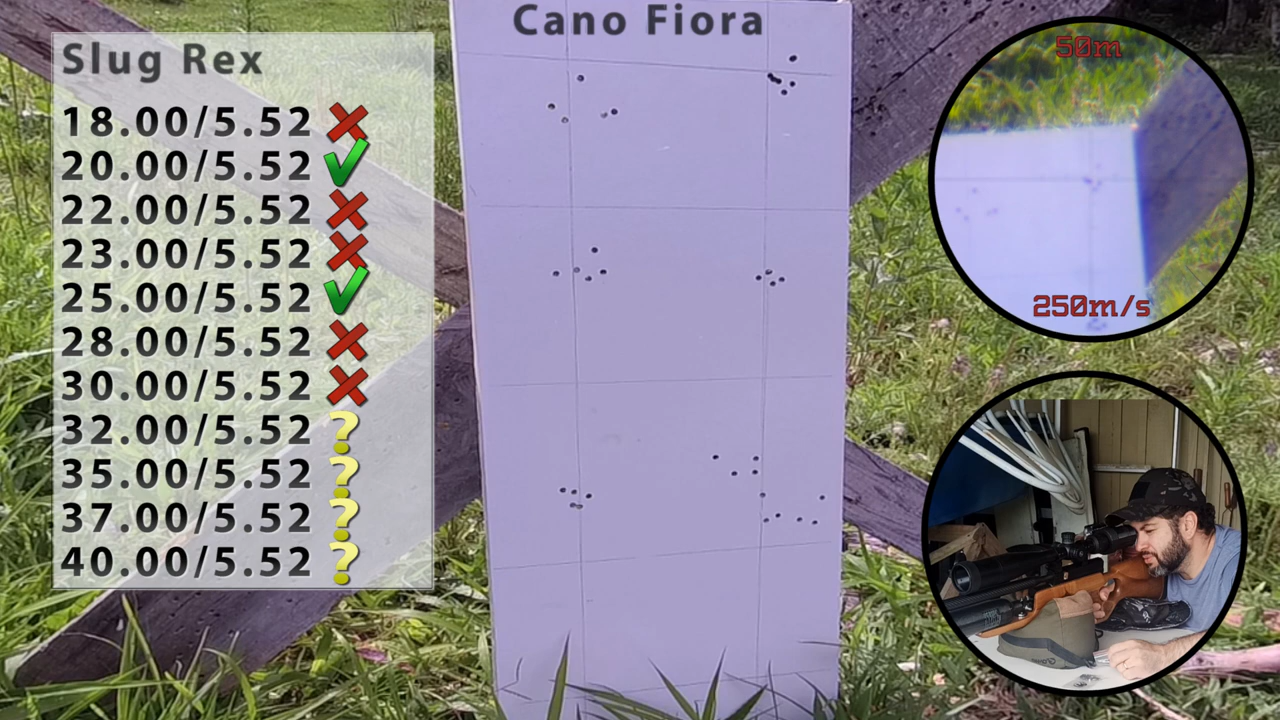 Cano Fiora
Slug Rex
18.00/5.52
20.00/5.52
22.00/5.52
23.00/5.52
25.00/5.52
28.00/5.52
30.00/5.52
32.00/5.52 ?
35.00/5.52 ?
37.00/5.52 ?
40.00/5.52 ?
50m
250m/s